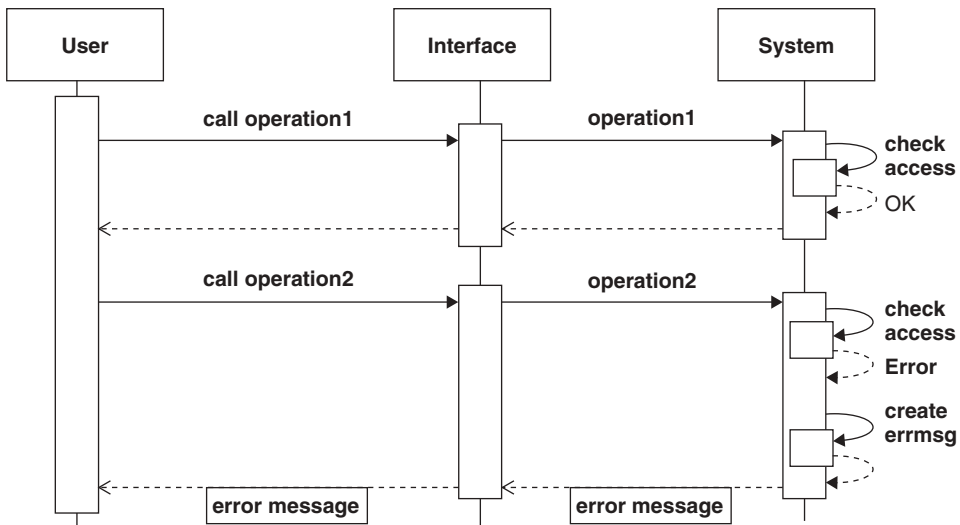 User
Interface
System
call operation1
operation1
check
access
OK
call operation2
operation2
check
access
Error
create
errmsg
error message
error message